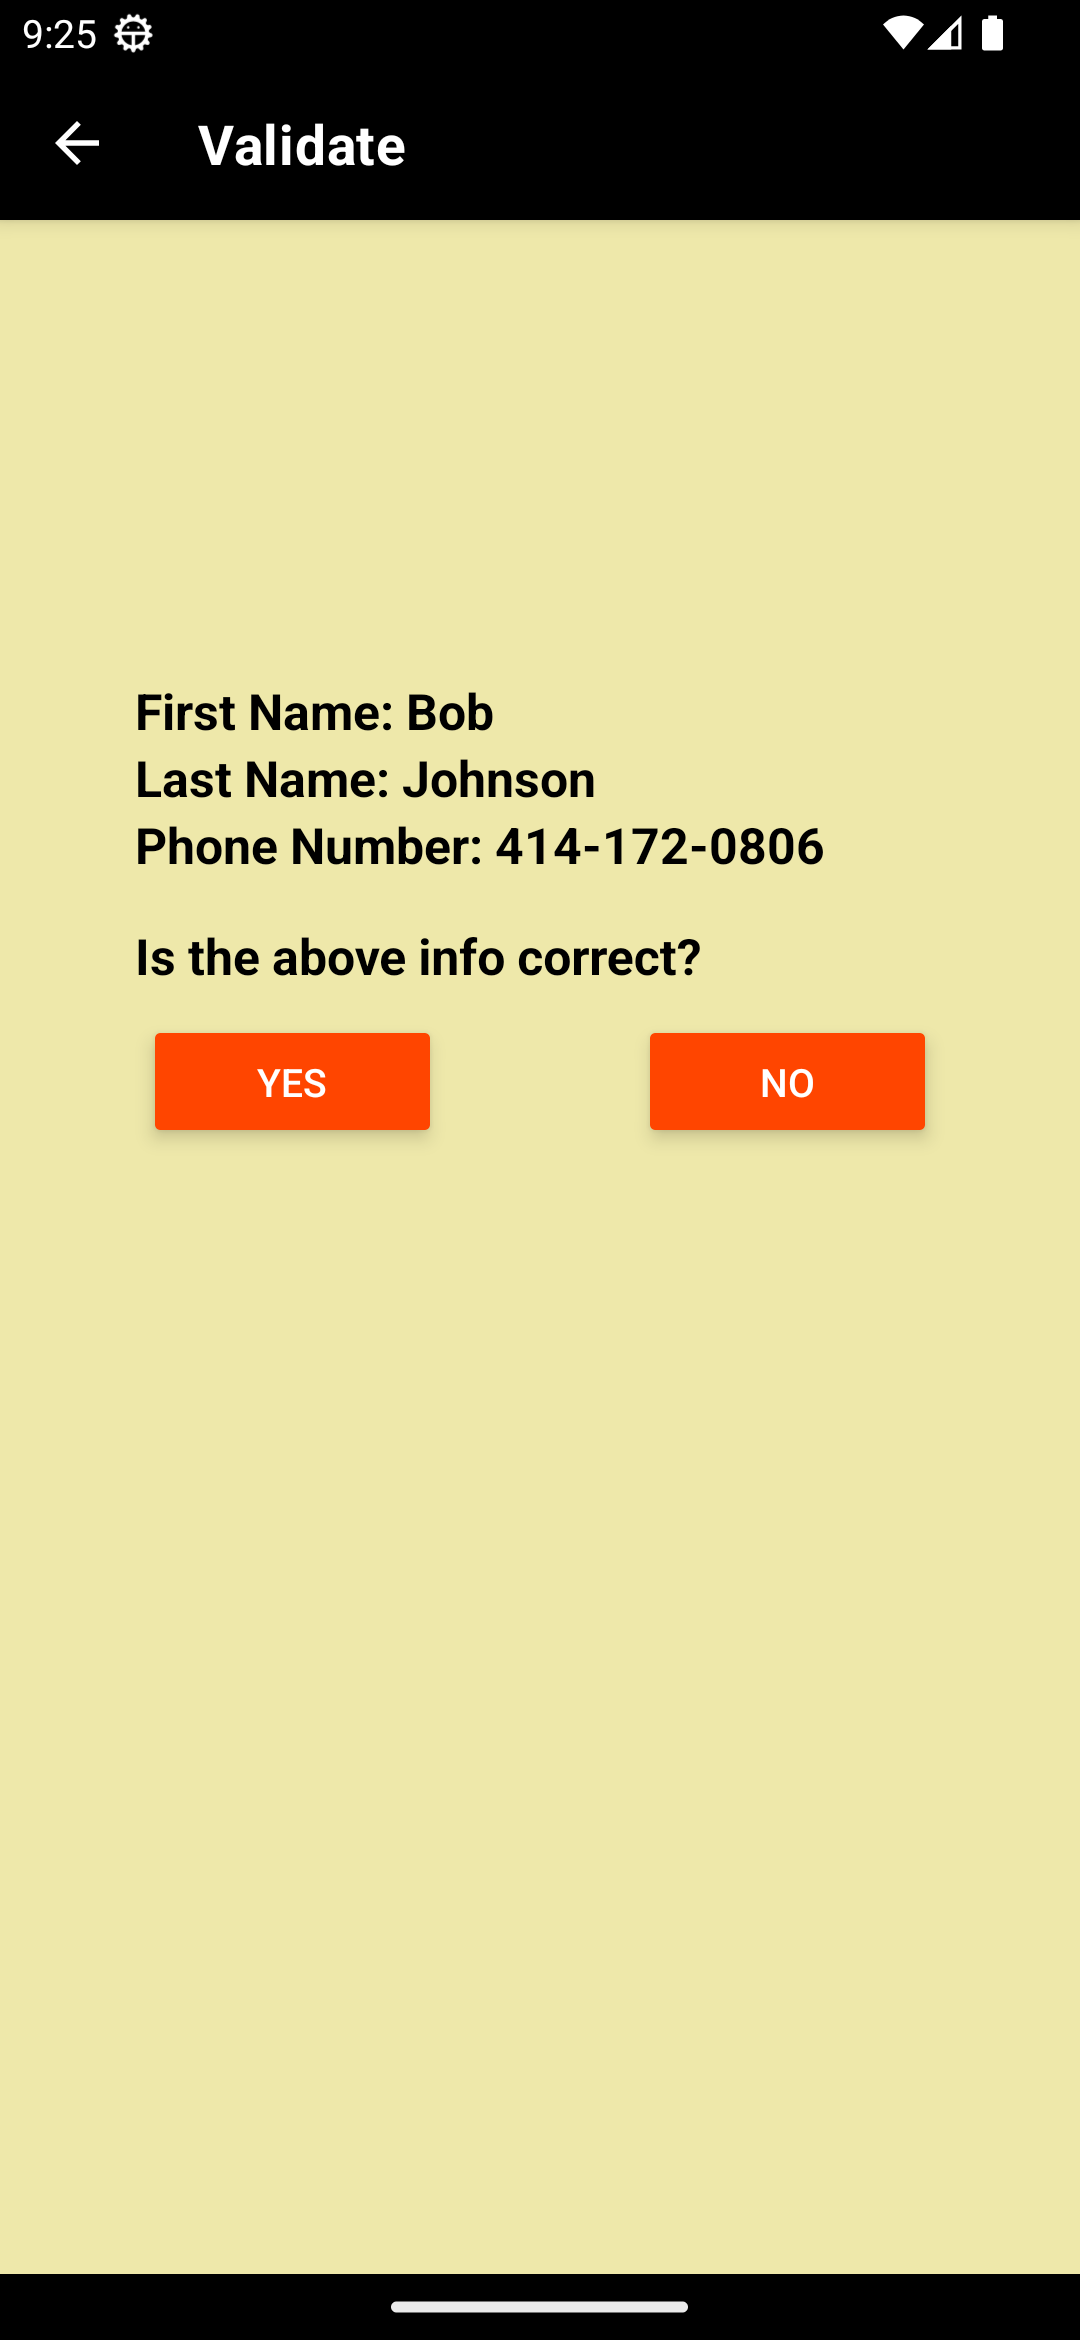 9:25
Validate
First Name: Bob
Last Name: Johnson
Phone Number: 414-172-0806
Is the above info correct?
YES NO